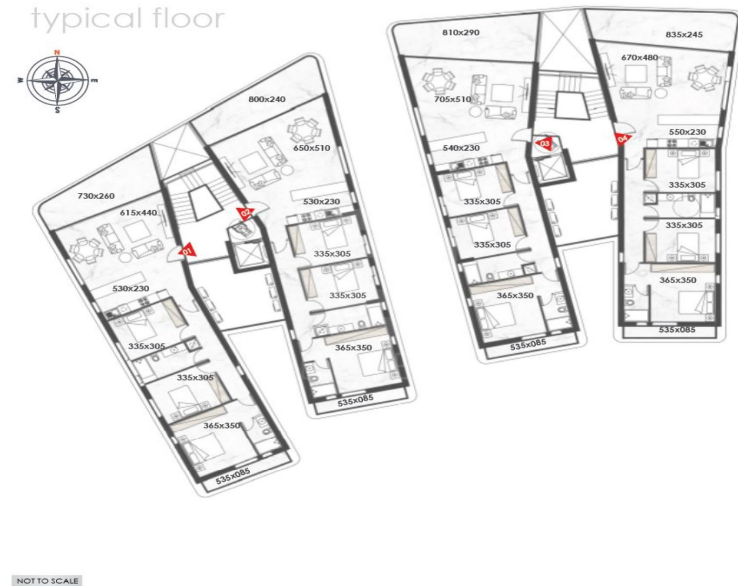 typical floor
N
W
E
S
800x240
650x510
02
530x230
335x305
335x305
365x350
535x085
730x260
615x440
01
530x230
335x305
335x305
365x350
535x085
810x290
705x510
03
540x230
335x305
335x305
365x350
535x085
835x245
670x480
04
550x230
335x305
335x305
365x350
535x085
NOT TO SCALE